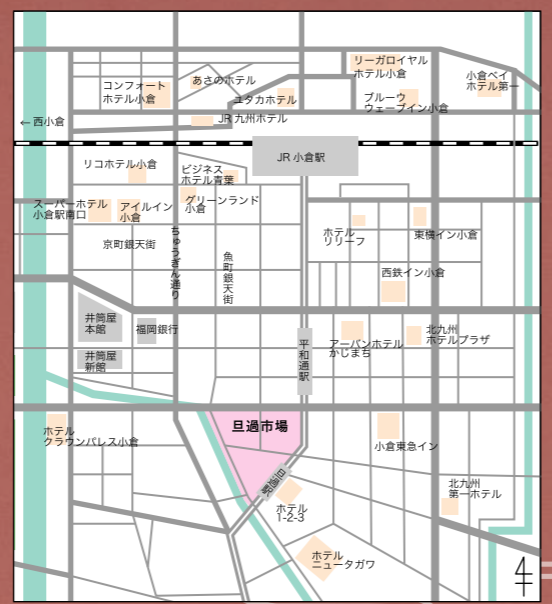 コンフォート
ホテル小倉
あさのホテル
ユタカホテル
リーガロイヤル
ホテル小倉
小倉ベイ
ホテル第一
ブルーウ
ウェーブイン小倉
← 西小倉
JR 九州ホテル
JR 小倉駅
リコホテル小倉
ビジネス
ホテル青葉
スーパーホテル
小倉駅南口
アイルイン
小倉
グリーンランド
小倉
ホテル
リリーフ
東横イン小倉
京町銀天街
ちゅうぎん通り
魚町銀天街
西鉄イン小倉
井筒屋
本館
福岡銀行
井筒屋
新館
平和通駅
アーバンホテル
かじまち
北九州
ホテルプラザ
旦過市場
ホテル
クラウンパレス小倉
小倉東急イン
旦過駅
ホテル
1-2-3
北九州
第一ホテル
ホテル
ニュータガワ